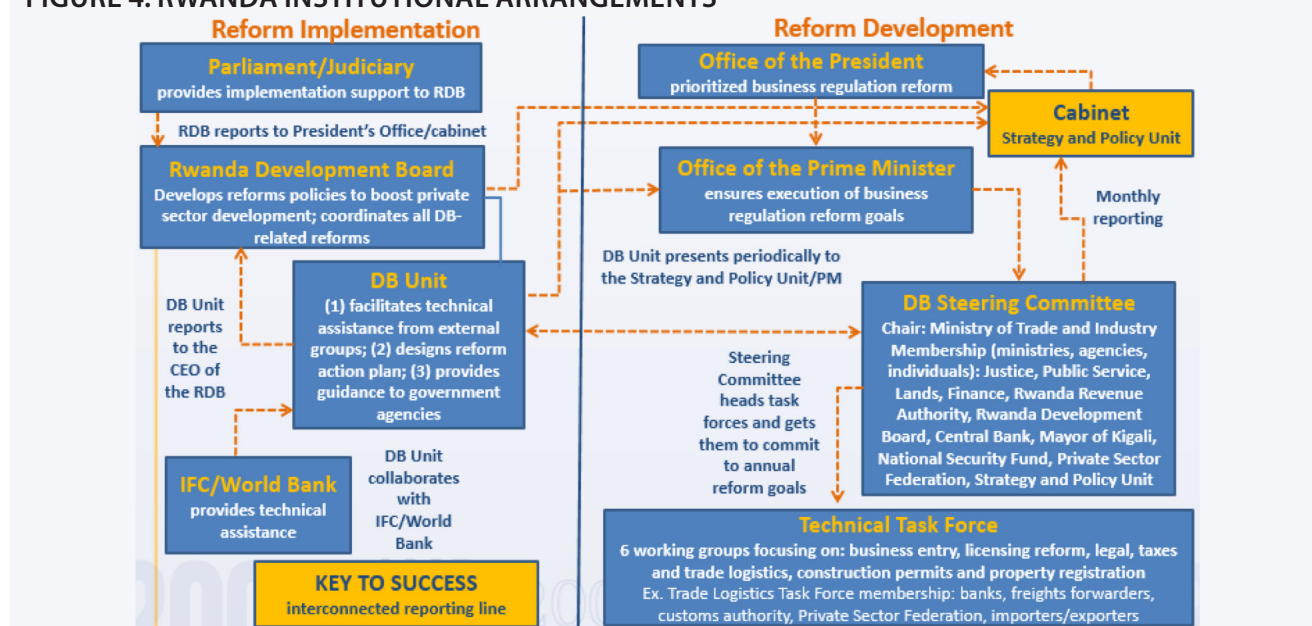 FIGURE 4. RWANDA INSTITUTIONAL ARRANGEMENTS
Reform Implementation
Parliament/Judiciary
provides implementation support to RDB
RDB reports to President's Office/cabinet
Rwanda Development Board
Develops reforms policies to boost private
sector development; coordinates all DB-
related reforms
DB Unit
reports
to the
CEO of
the RDB
DB Unit
(1) facilitates technical
assistance from external
groups; (2) designs reform
action plan; (3) provides
guidance to government
agencies
IFC/World Bank
provides technical
assistance
DB Unit
collaborates
with
IFC/World
Bank
KEY TO SUCCESS
interconnected reporting line
Reform Development
Office of the President
prioritized business regulation reform
Cabinet
Strategy and Policy Unit
Office of the Prime Minister
ensures execution of business
regulation reform goals
Monthly
reporting
DB Unit presents periodically to
the Strategy and Policy Unit/PM
DB Steering Committee
Chair: Ministry of Trade and Industry
Membership (ministries, agencies,
individuals): Justice, Public Service,
Lands, Finance, Rwanda Revenue
Authority, Rwanda Development
Board, Central Bank, Mayor of Kigali,
National Security Fund, Private Sector
Federation, Strategy and Policy Unit
Steering
Committee
heads task
forces and gets
them to commit
to annual
reform goals
Technical Task Force
6 working groups focusing on: business entry, licensing reform, legal, taxes
and trade logistics, construction permits and property registration
Ex. Trade Logistics Task Force membership: banks, freights forwarders,
customs authority, Private Sector Federation, importers/exporters